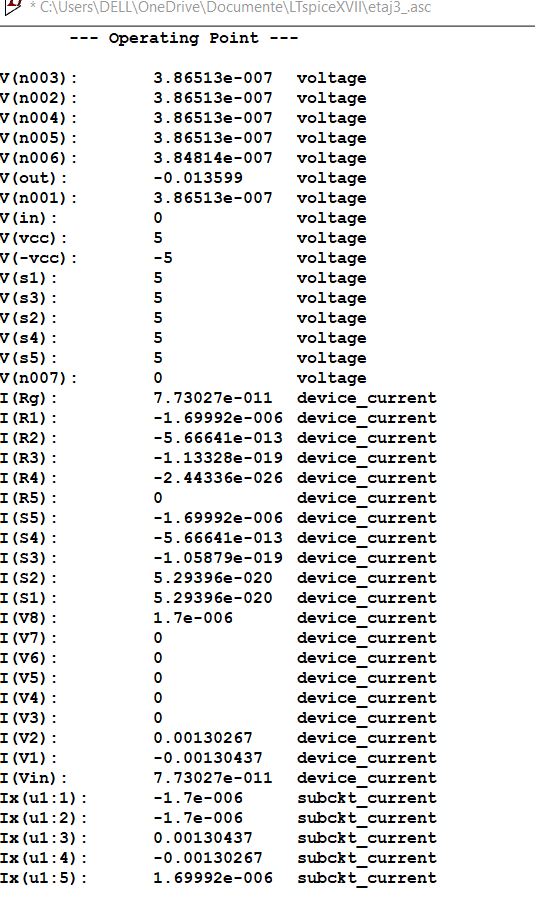 * C:\Users\DELL\OneDrive\Documente\LTspiceXVII\etaj3_.asc
--- Operating Point ---
V(n003): 3.86513e-007 voltage
V(n002): 3.86513e-007 voltage
V(n004): 3.86513e-007 voltage
V(n005): 3.86513e-007 voltage
V(n006): 3.84814e-007 voltage
V(out): -0.013599 voltage
V(n001): 3.86513e-007 voltage
V(in): 0 voltage
V(vcc): 5 voltage
V(-vcc): -5 voltage
V(s1): 5 voltage
V(s3): 5 voltage
V(s2): 5 voltage
V(s4): 5 voltage
V(s5): 5 voltage
V(n007): 0 voltage
I(Rg): 7.73027e-011 device_current
I(R1): -1.69992e-006 device_current
I(R2): -5.66641e-013 device_current
I(R3): -1.13328e-019 device_current
I(R4): -2.44336e-026 device_current
I(R5): 0 device_current
I(S5): -1.69992e-006 device_current
I(S4): -5.66641e-013 device_current
I(S3): -1.05879e-019 device_current
I(S2): 5.29396e-020 device_current
I(S1): 5.29396e-020 device_current
I(V8): 1.7e-006 device_current
I(V7): 0 device_current
I(V6): 0 device_current
I(V5): 0 device_current
I(V4): 0 device_current
I(V3): 0 device_current
I(V2): 0.00130267 device_current
I(V1): -0.00130437 device_current
I(Vin): 7.73027e-011 device_current
Ix(u1:1): -1.7e-006 subckt_current
Ix(u1:2): -1.7e-006 subckt_current
Ix(u1:3): 0.00130437 subckt_current
Ix(u1:4): -0.00130267 subckt_current
Ix(u1:5): 1.69992e-006 subckt_current